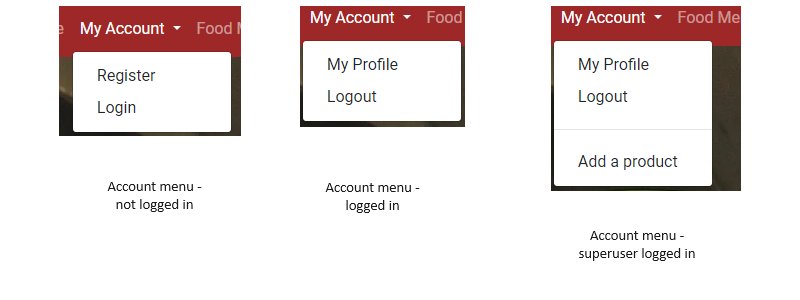 e My Account Food M
Register
Login
Account menu -
not logged in
My Account Food
My Profile
Logout
Account menu -
logged in
My Account Food Me
My Profile
Logout
Add a product
Account menu -
superuser logged in